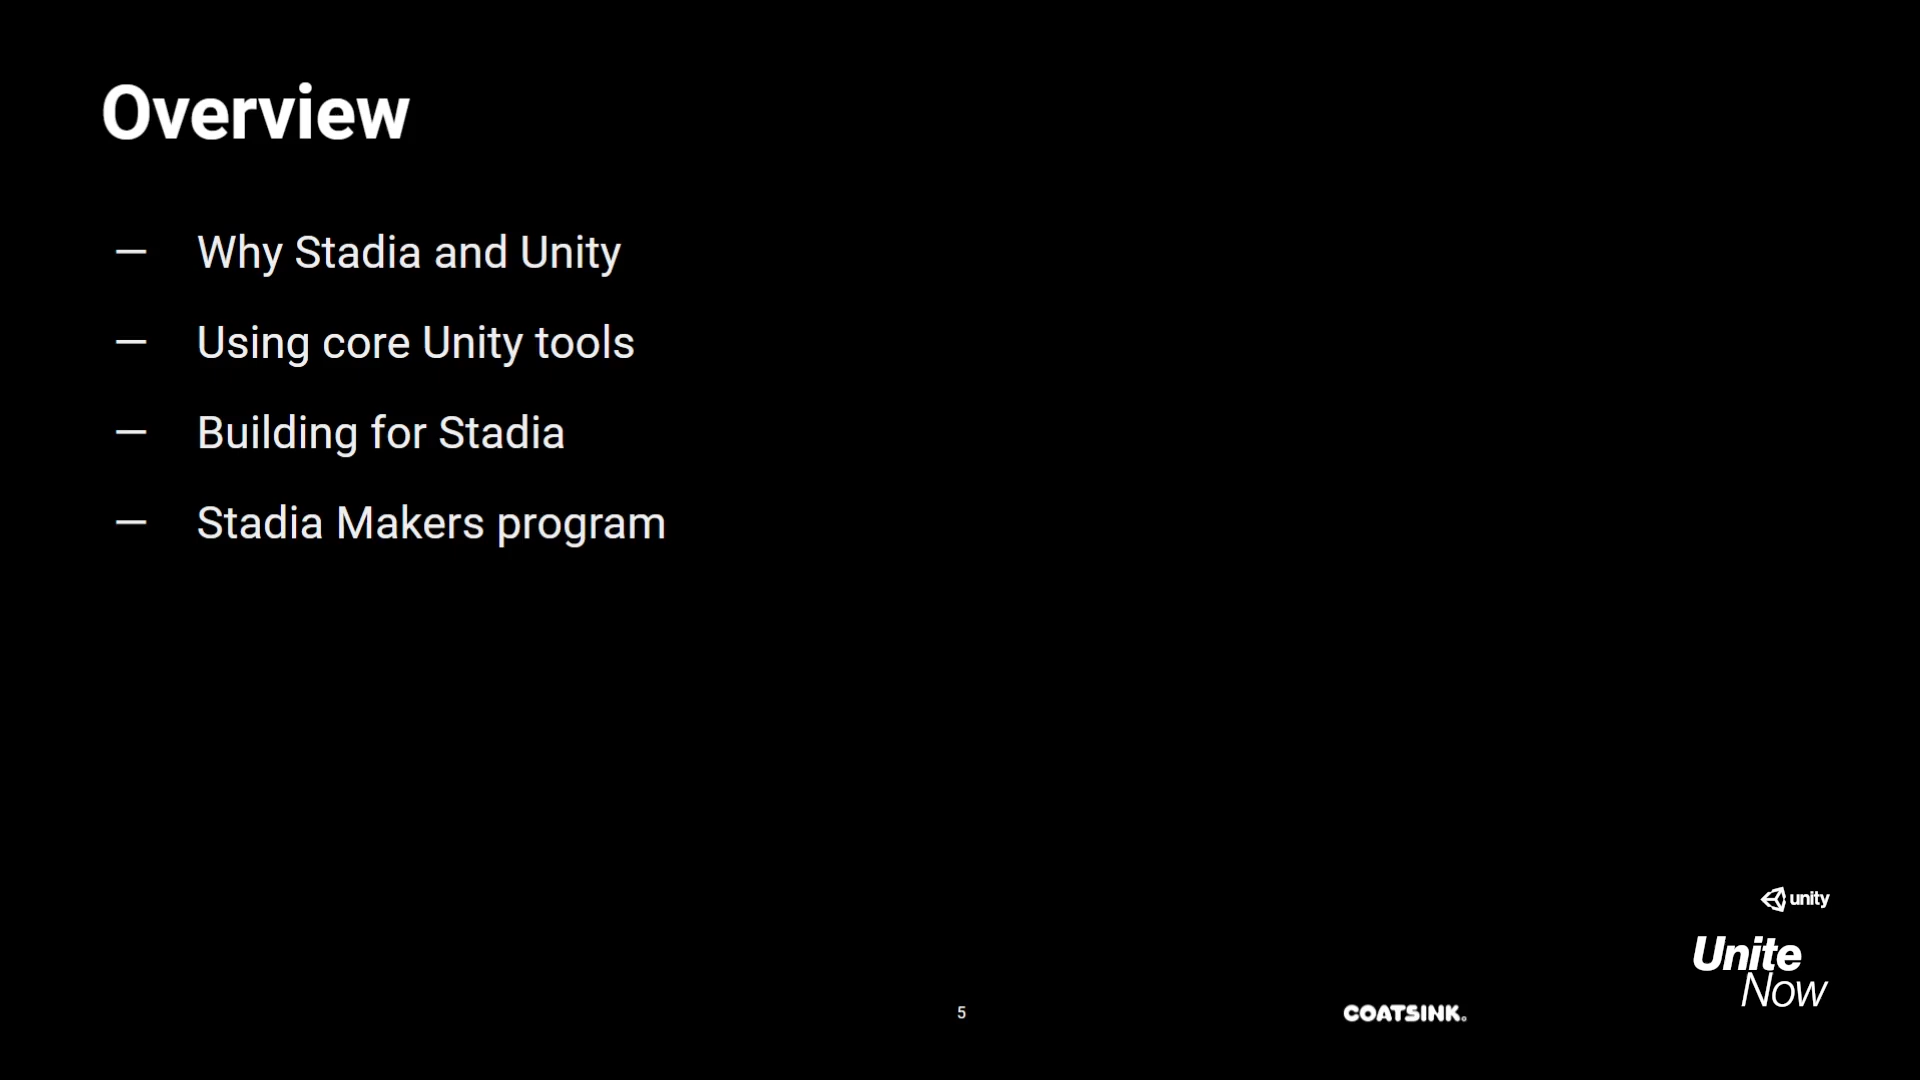 Overview
— Why Stadia and Unity
— Using core Unity tools
— Building for Stadia
— Stadia Makers program
unity
Unite
Now
5
COATSINK